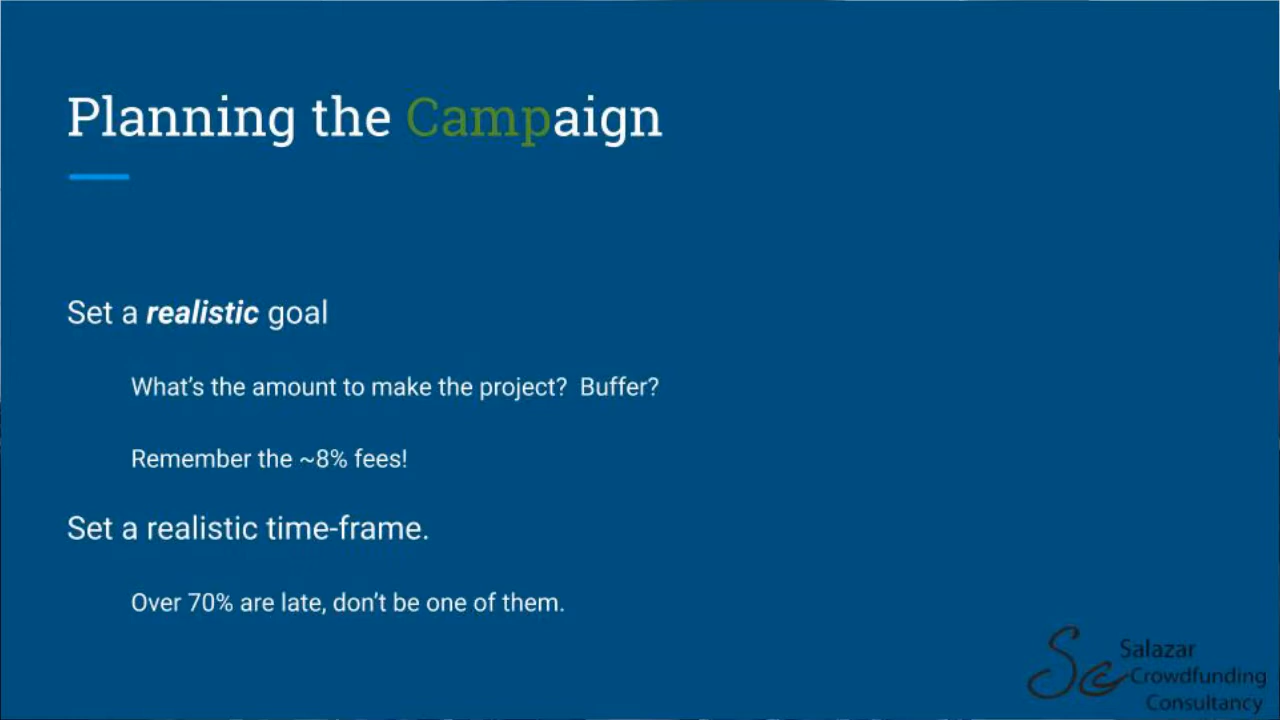 Planning the Campaign
Set a realistic goal
What's the amount to make the project?  Buffer?
Remember the ~8% fees!
Set a realistic time-frame.
Over 70% are late, don't be one of them.
Sc
Salazar
Crowdfunding
Consultancy